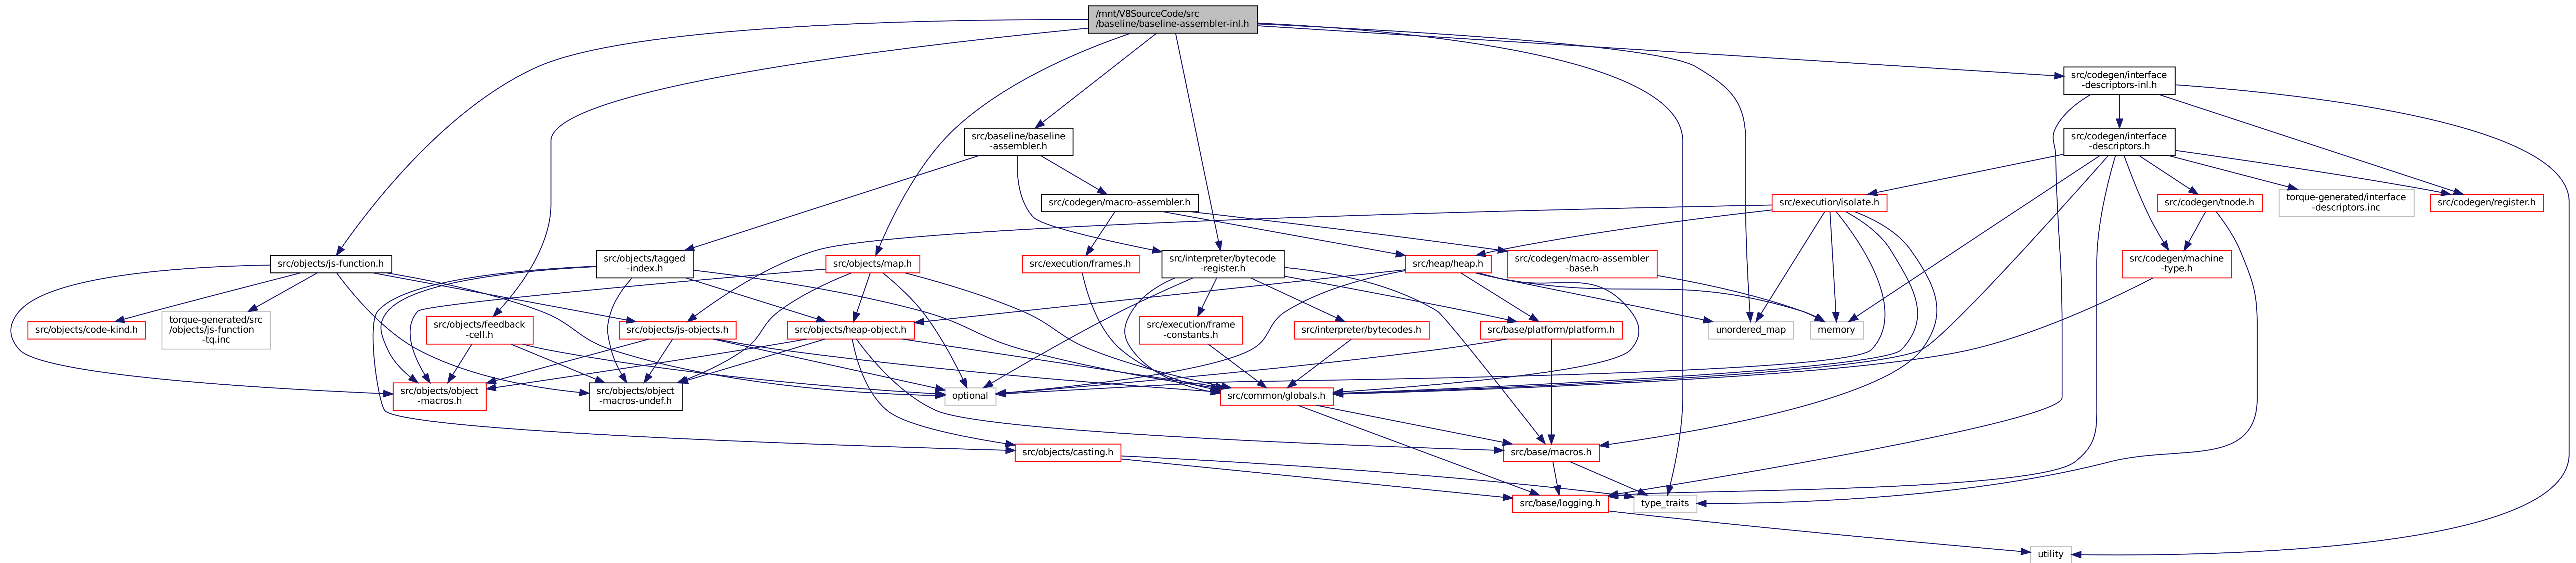 /mnt/V8SourceCode/src
/baseline/baseline-assembler-inl.h
src/codegen/interface
-descriptors-inl.h
src/baseline/baseline
-assembler.h
src/codegen/interface
-descriptors.h
src/codegen/macro-assembler.h
src/execution/isolate.h
src/codegen/tnode.h
torque-generated/interface
-descriptors.inc
src/codegen/register.h
src/objects/js-function.h
src/objects/tagged
-index.h
src/objects/map.h
src/execution/frames.h
src/interpreter/bytecode
-register.h
src/heap/heap.h
src/codegen/macro-assembler
-base.h
src/codegen/machine
-type.h
src/objects/code-kind.h
torque-generated/src
/objects/js-function
-tq.inc
src/objects/feedback
-cell.h
src/objects/js-objects.h
src/objects/heap-object.h
src/execution/frame
-constants.h
src/interpreter/bytecodes.h
src/base/platform/platform.h
unordered_map
memory
src/objects/object
-macros.h
src/objects/object
-macros-undef.h
optional
src/common/globals.h
src/objects/casting.h
src/base/macros.h
src/base/logging.h
type_traits
utility